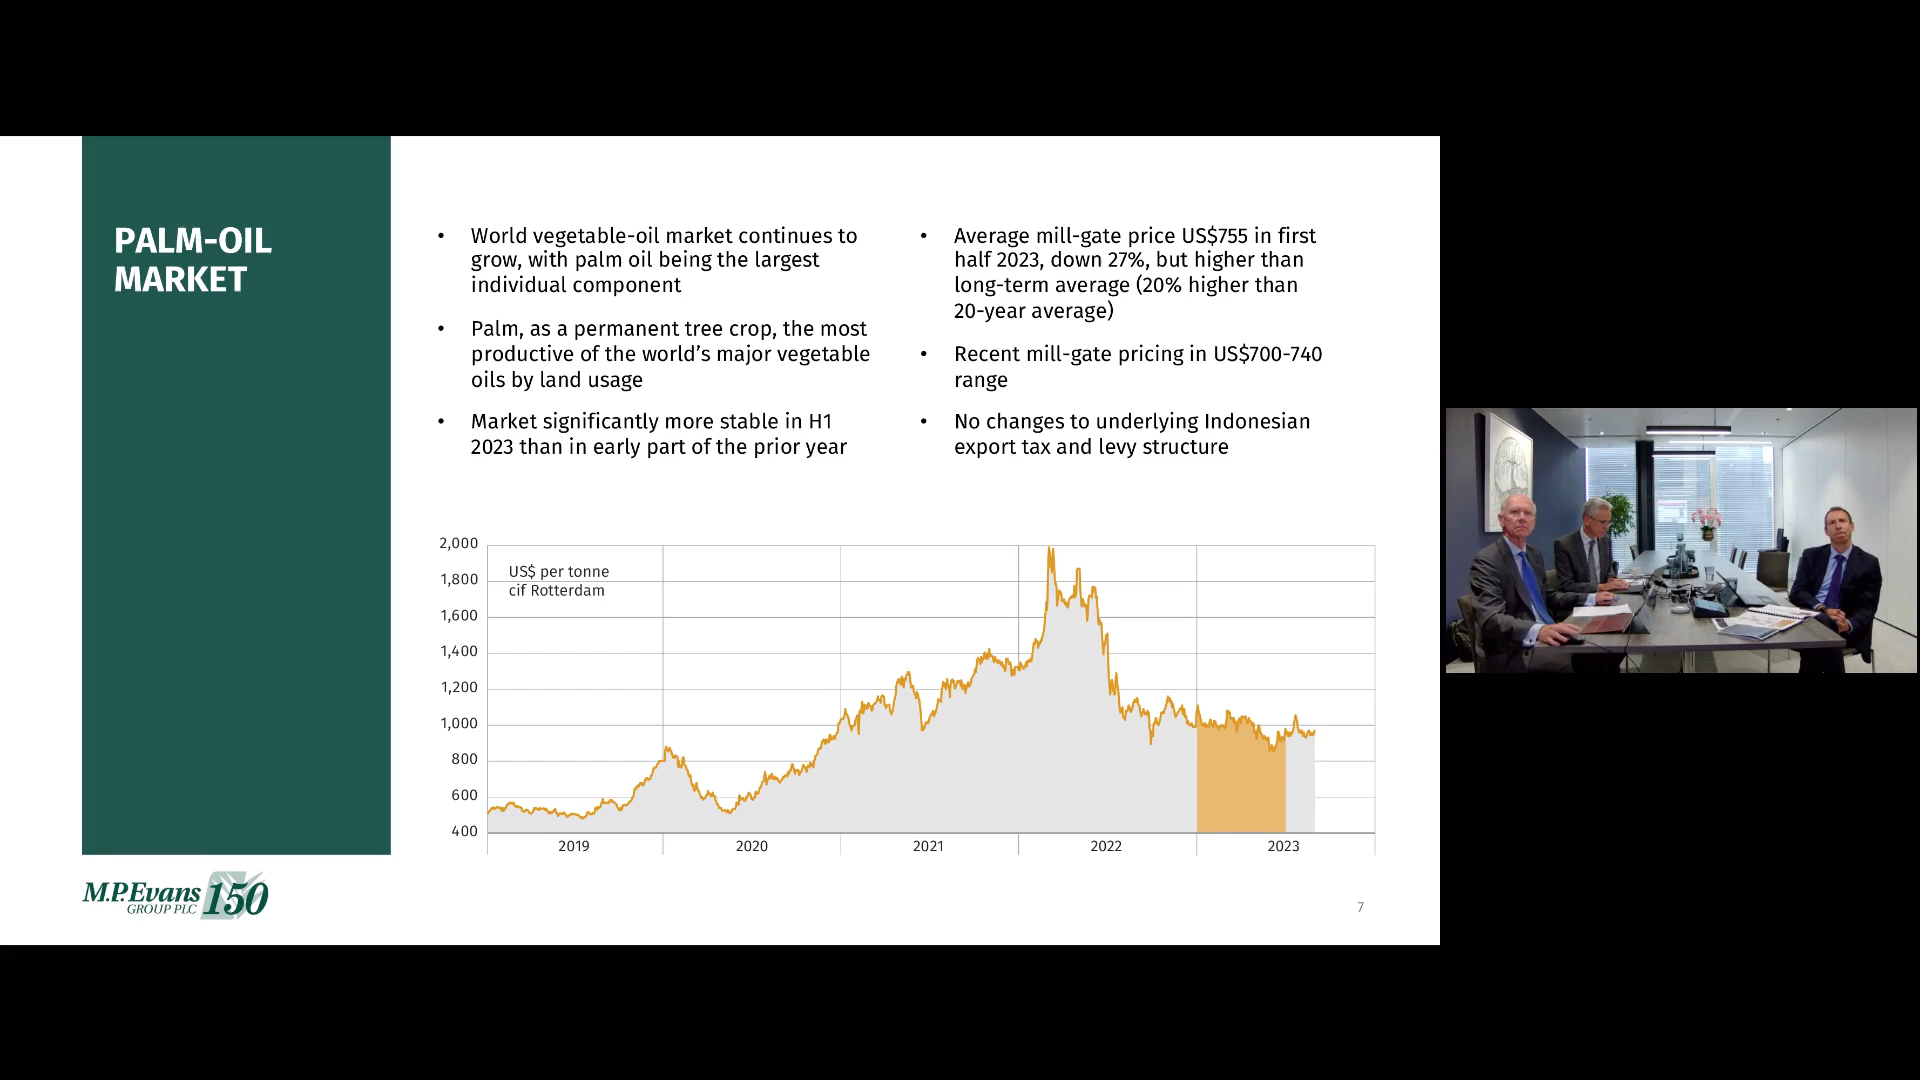 PALM-OIL
MARKET
• World vegetable-oil market continues to
grow, with palm oil being the largest
individual component
• Palm, as a permanent tree crop, the most
productive of the world's major vegetable
oils by land usage
• Market significantly more stable in H1
2023 than in early part of the prior year
• Average mill-gate price US$755 in first
half 2023, down 27%, but higher than
long-term average (20% higher than
20-year average)
• Recent mill-gate pricing in US$700-740
range
• No changes to underlying Indonesian
export tax and levy structure
US$ per tonne
cif Rotterdam
2,000
1,800
1,600
1,400
1,200
1,000
800
600
400
2019 2020 2021 2022 2023
M.P.Evans 150
GROUP PLC
7